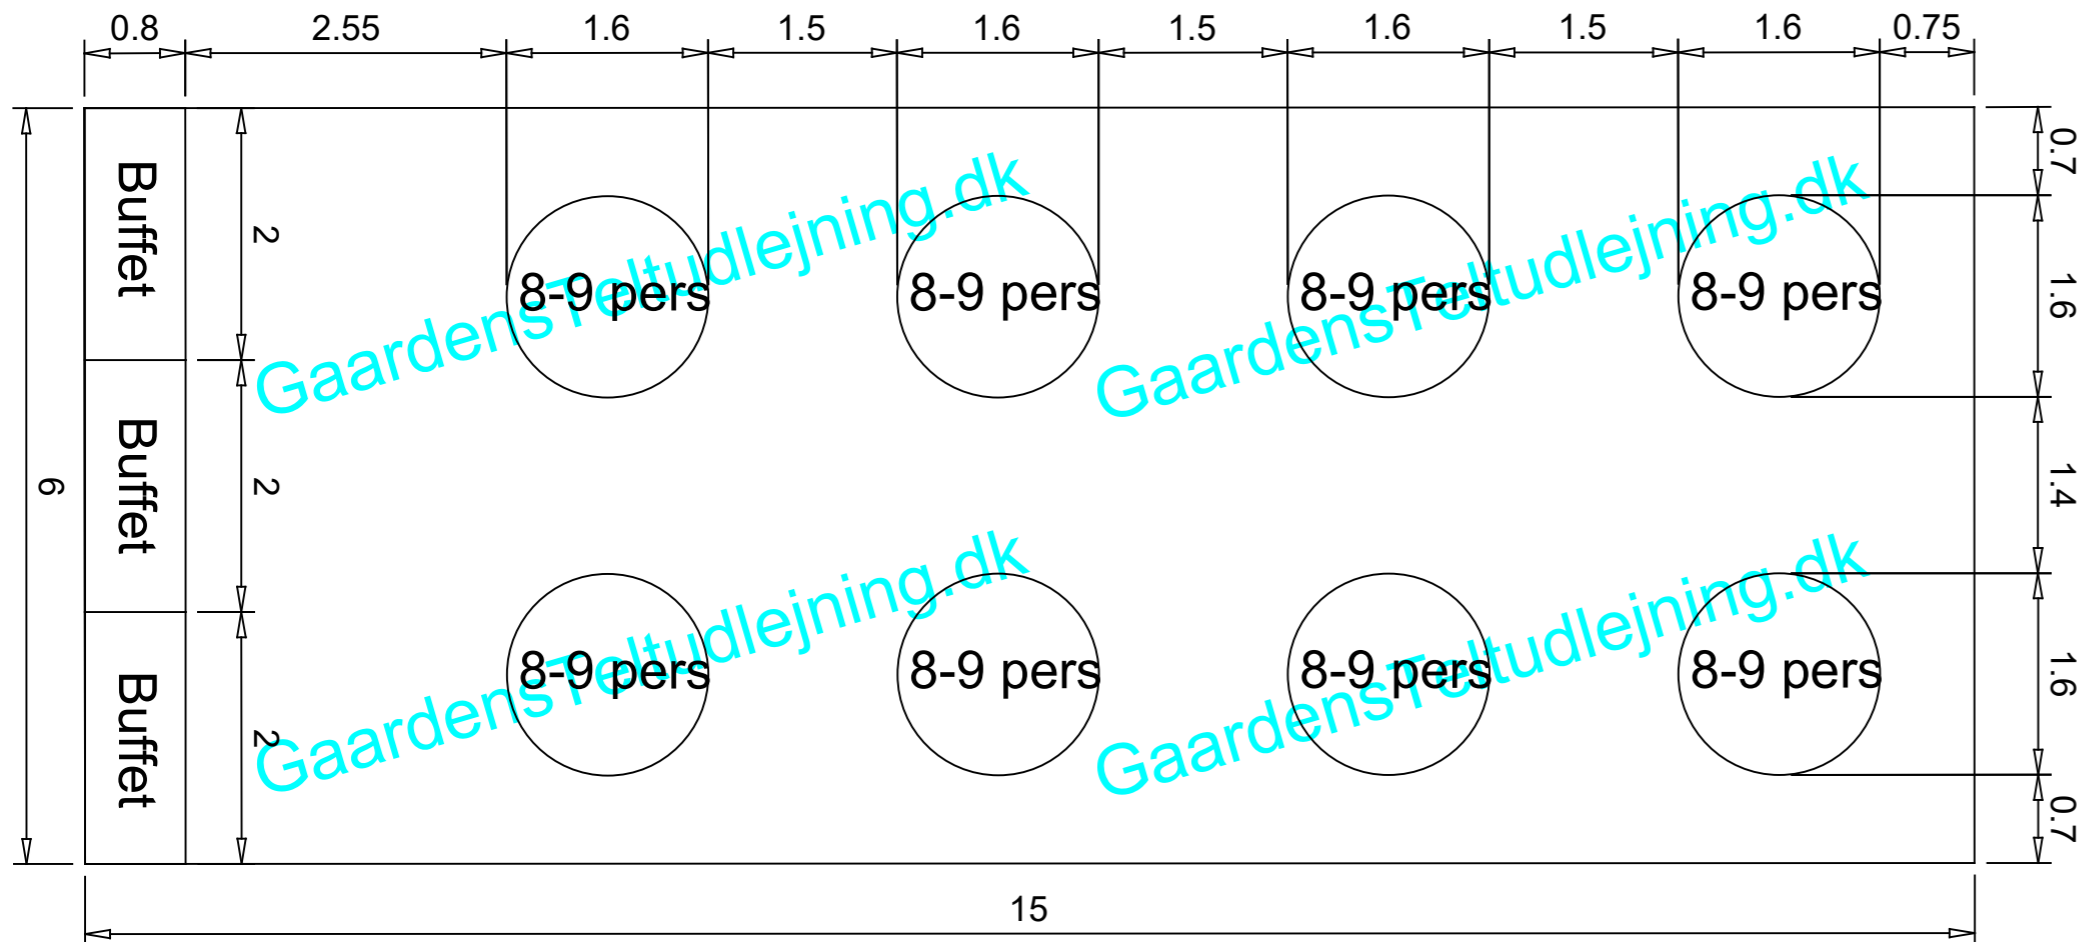 0.8 2.55 1.6 1.5 1.6 1.5 1.6 1.5 1.6 0.75
Buffet
Buffet
Buffet
2
2
2
6
8-9 pers 8-9 pers 8-9 pers 8-9 pers
GaardensTeltudlejning.dk GaardensTeltudlejning.dk
8-9 pers 8-9 pers 8-9 pers 8-9 pers
GaardensTeltudlejning.dk GaardensTeltudlejning.dk
0.7
1.6
1.4
1.6
0.7
15